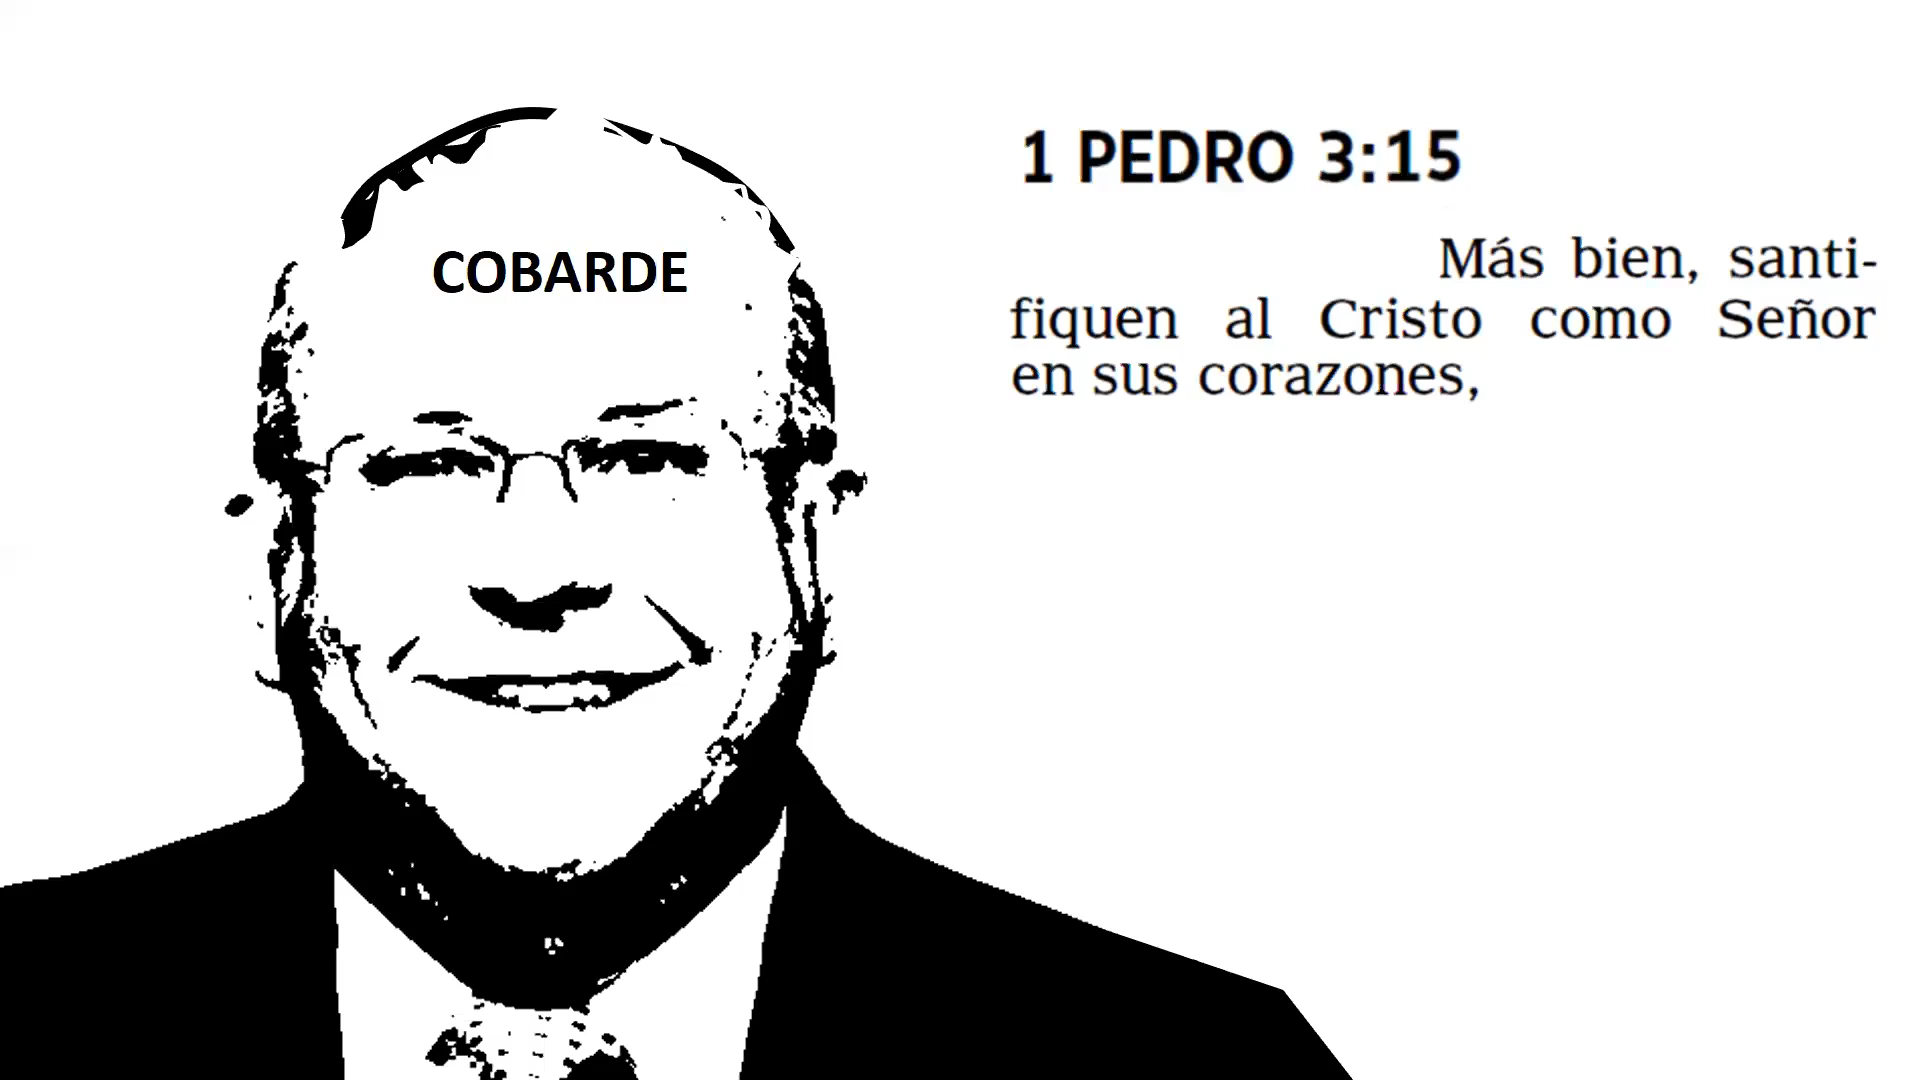 COBARDE
1 PEDRO 3:15
Más bien, santi-
fiquen al Cristo como Señor
en sus corazones,